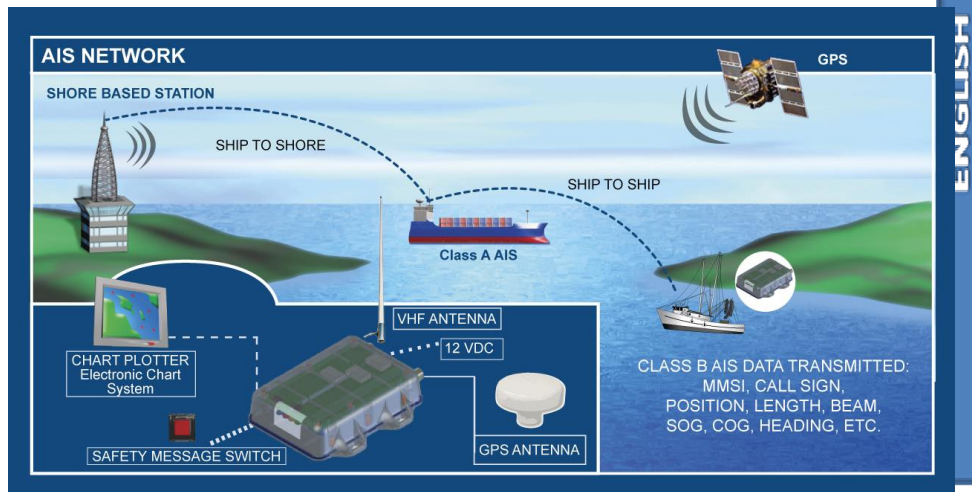 AIS NETWORK
GPS
SHORE BASED STATION
SHIP TO SHORE
SHIP TO SHIP
Class A AIS
VHF ANTENNA
12 VDC
CHART PLOTTER
Electronic Chart
System
SAFETY MESSAGE SWITCH
GPS ANTENNA
CLASS B AIS DATA TRANSMITTED:
MMSI, CALL SIGN,
POSITION, LENGTH, BEAM,
SOG, COG, HEADING, ETC.
ENGLISH